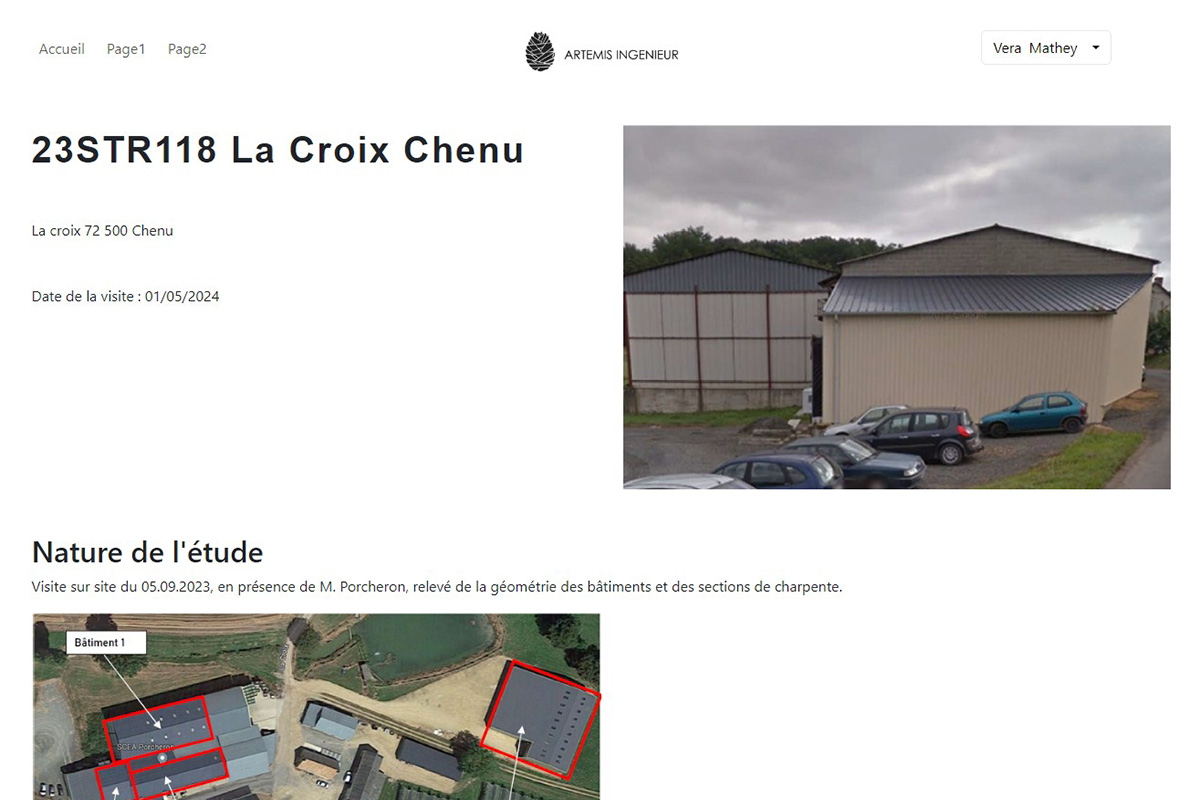 Accueil Page1 Page2
ARTEMIS INGENIEUR
Vera Mathey
23STR118 La Croix Chenu
La croix 72 500 Chenu
Date de la visite : 01/05/2024
Nature de l'étude
Visite sur site du 05.09.2023, en présence de M. Porcheron, relevé de la géométrie des bâtiments et des sections de charpente.
Bâtiment 1
SCEA Porcheron